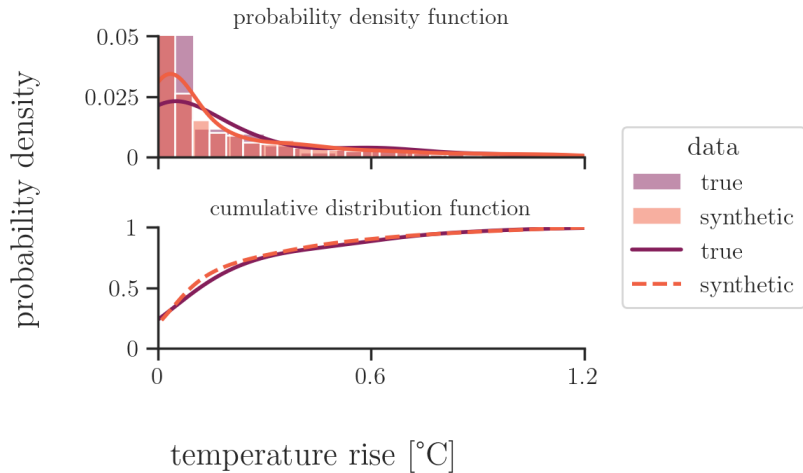 probability density function
0.05
0.025
0
cumulative distribution function
1
0.5
0
0
0.6
1.2
probability density
temperature rise [°C]
data
true
synthetic
true
synthetic